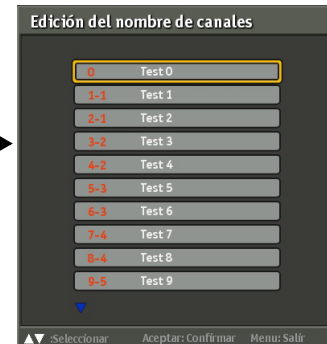 Edición del nombre de canales
0 Test 0
1-1 Test 1
2-1 Test 2
3-2 Test 3
4-2 Test 4
5-3 Test 5
6-3 Test 6
7-4 Test 7
8-4 Test 8
9-5 Test 9
▲▼ :Seleccionar Aceptar: Confirmar Menu: Salir